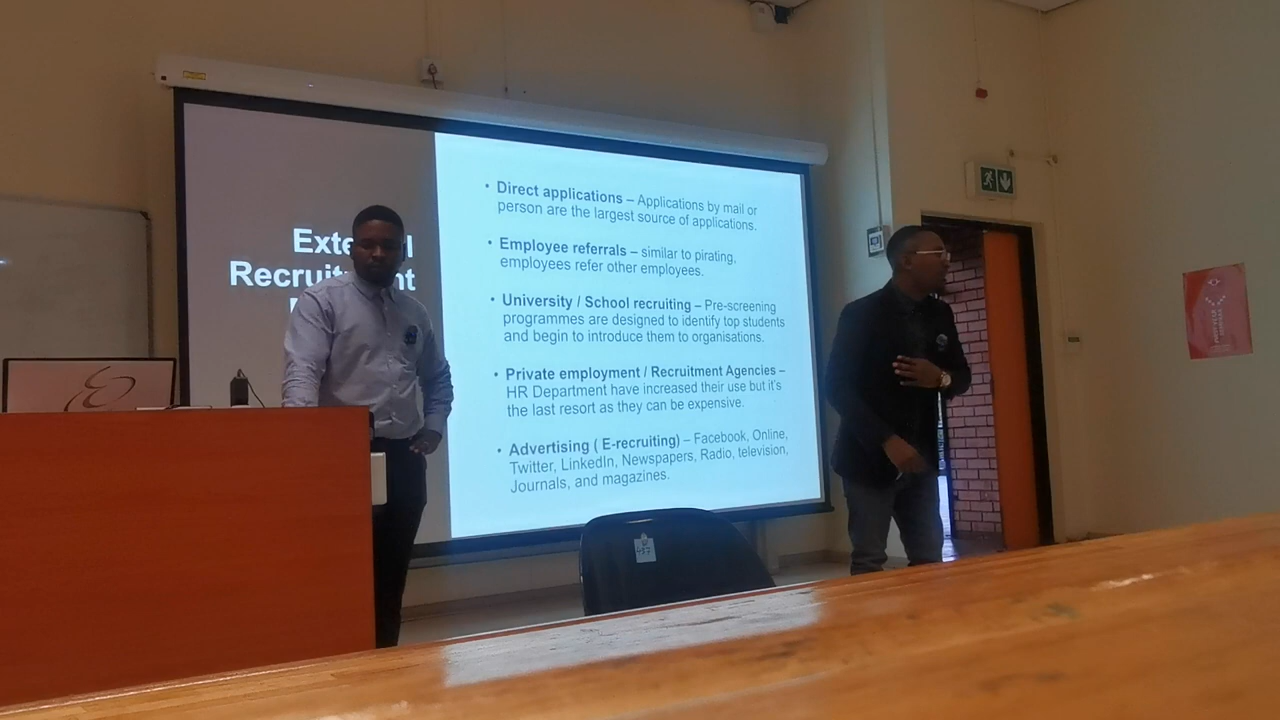 External
Recruitment
• Direct applications – Applications by mail or
person are the largest source of applications.
• Employee referrals – similar to pirating,
employees refer other employees.
• University / School recruiting – Pre-screening
programmes are designed to identify top students
and begin to introduce them to organisations.
• Private employment / Recruitment Agencies –
HR Department have increased their use but it's
the last resort as they can be expensive.
• Advertising ( E-recruiting) – Facebook, Online,
Twitter, LinkedIn, Newspapers, Radio, television,
Journals, and magazines.